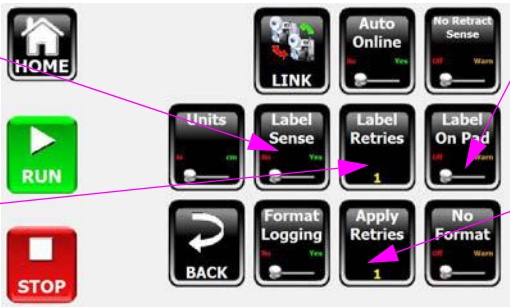 HOME
LINK
Auto
Online
No Yes
No Retract
Sense
Off Warn
RUN
Units
in cm
Label
Sense
No Yes
Label
Retries
1
Label
On Pad
Off Warn
STOP
BACK
Format
Logging
No Yes
Apply
Retries
1
No
Format
Off Warn